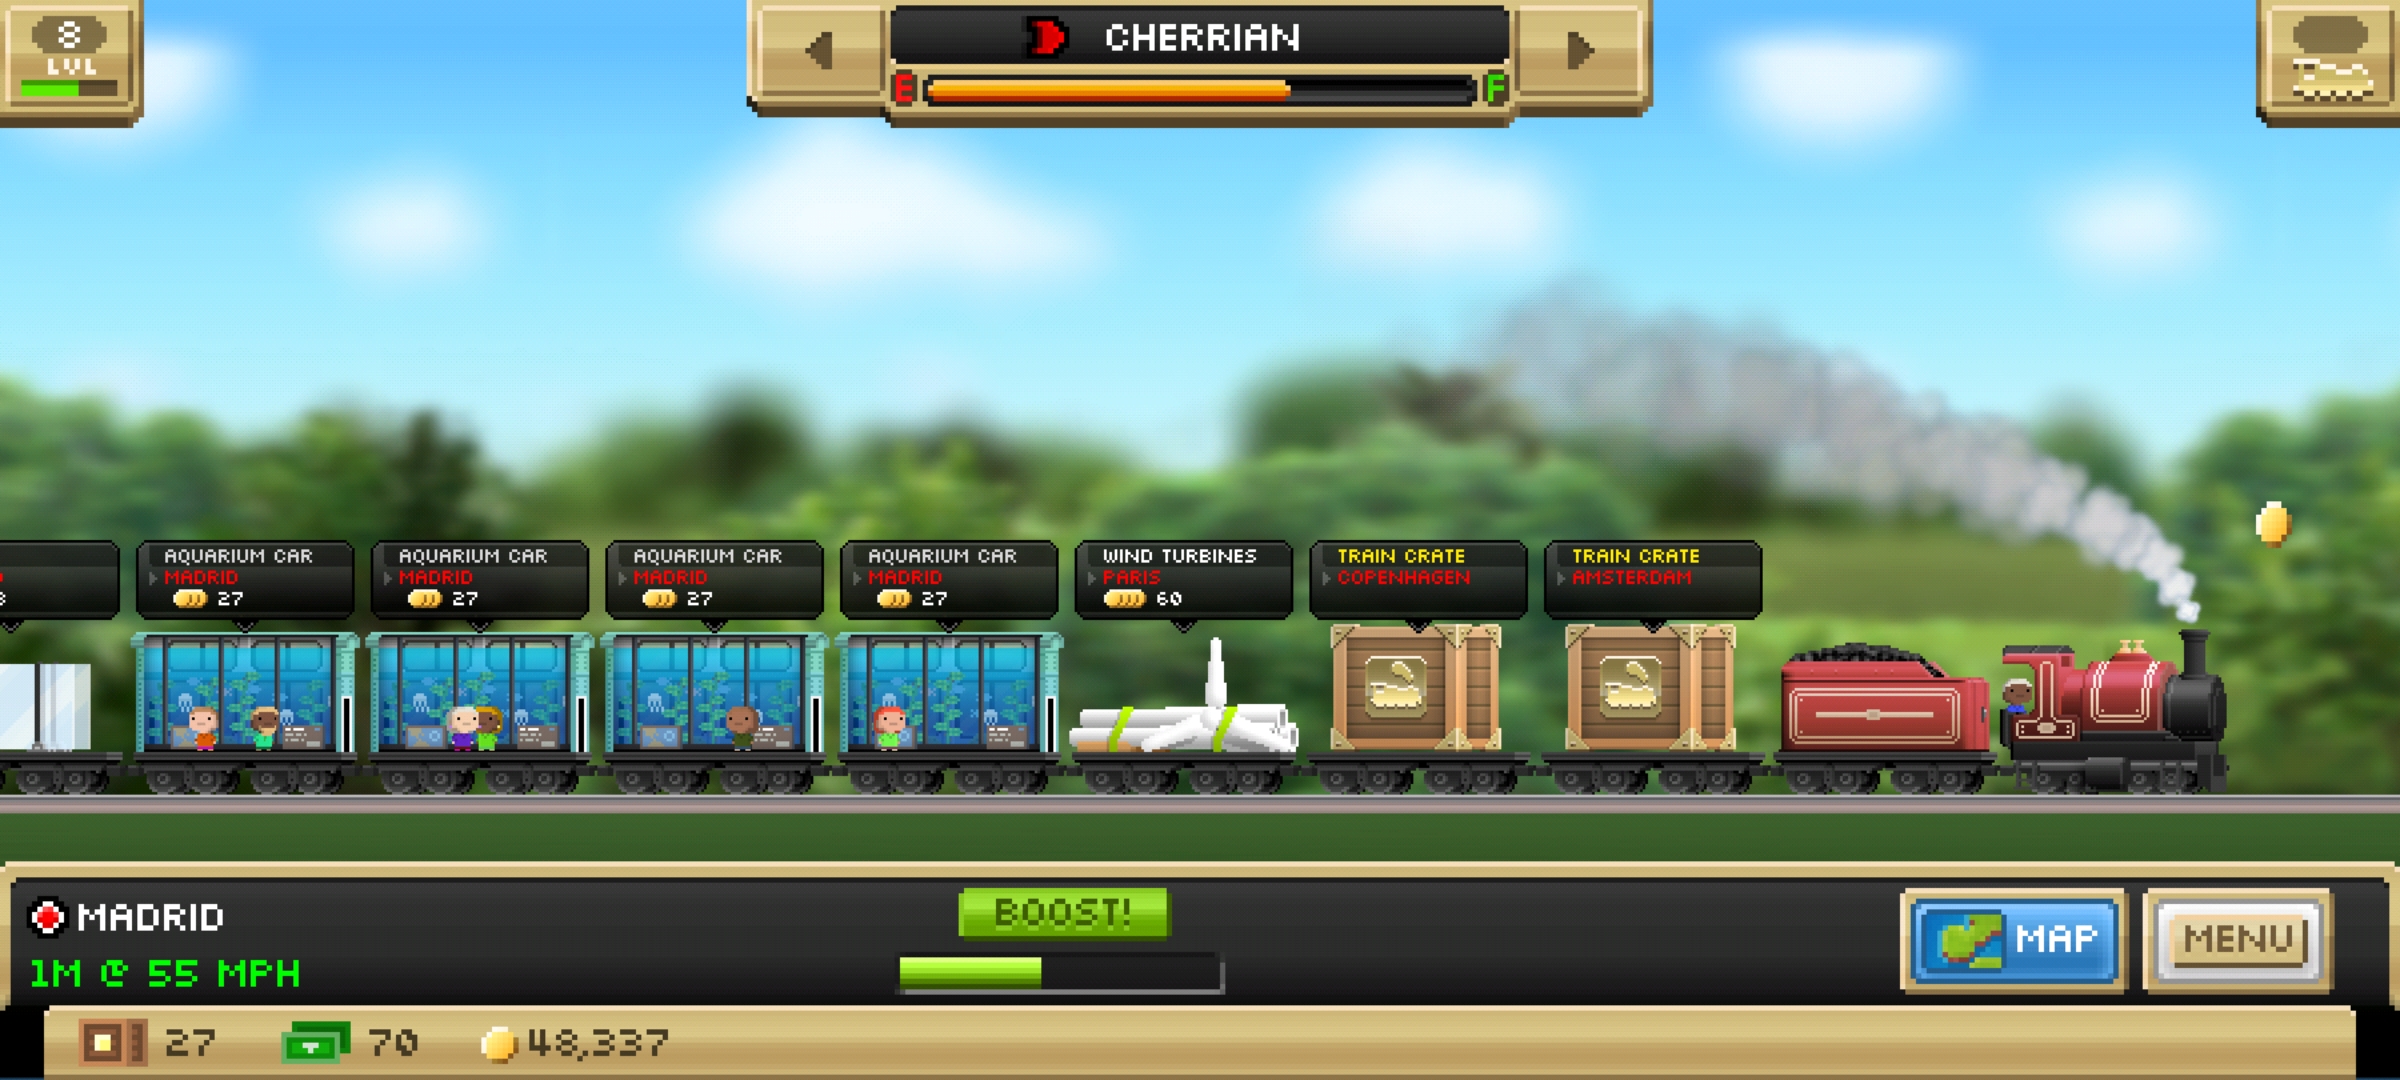 8
LVL
CHERRIAN
E F
AQUARIUM CAR
MADRID
27
AQUARIUM CAR
MADRID
27
AQUARIUM CAR
MADRID
27
AQUARIUM CAR
MADRID
27
WIND TURBINES
PARIS
60
TRAIN CRATE
COPENHAGEN
TRAIN CRATE
AMSTERDAM
MADRID
1M @ 55 MPH
BOOST!
MAP
MENU
27 70 48,337